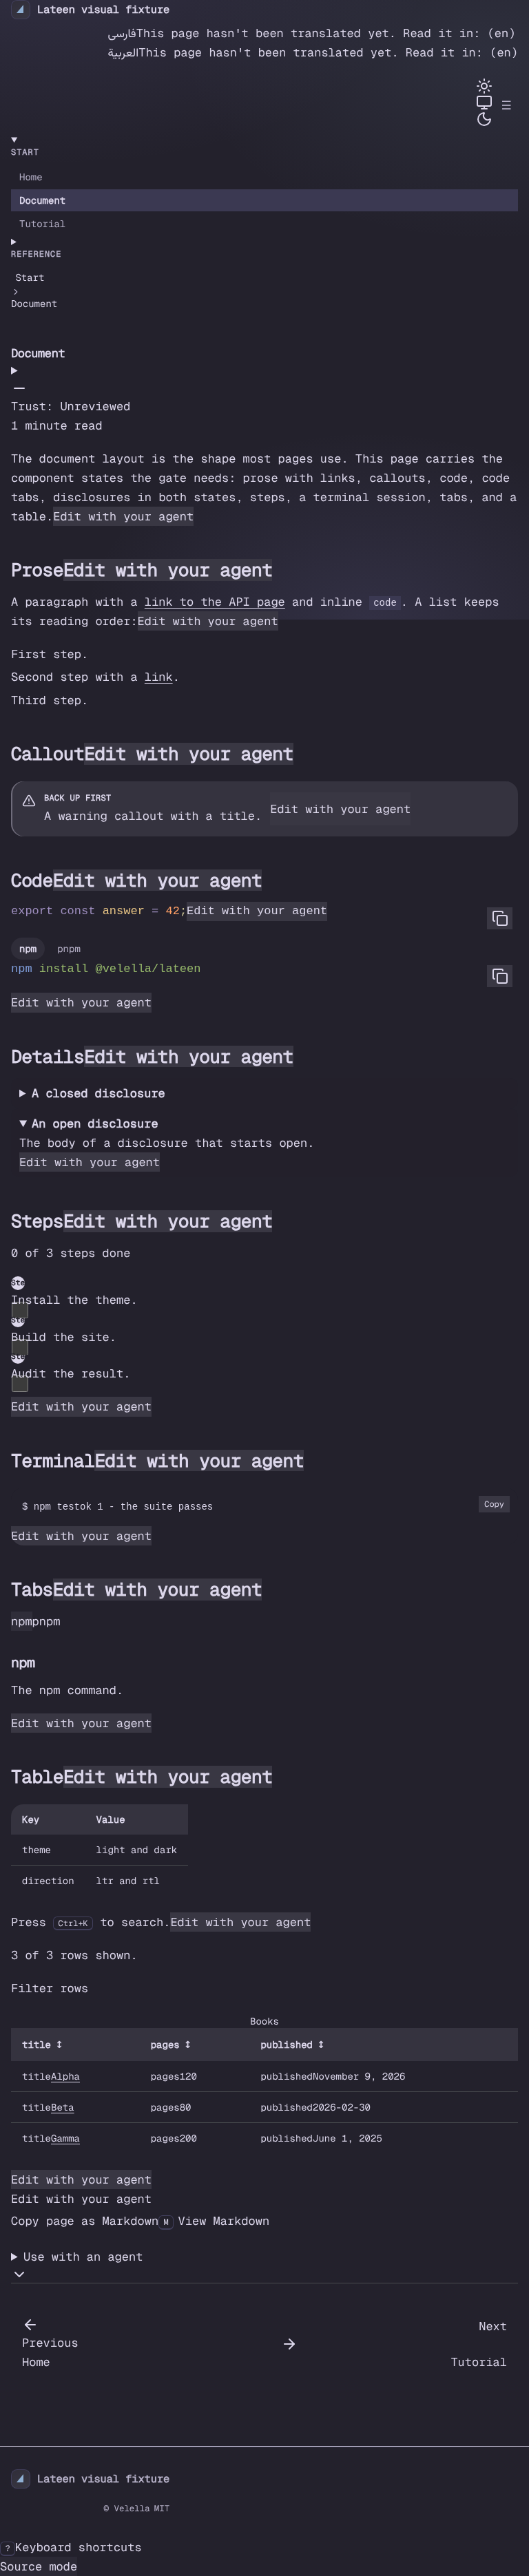 Lateen visual fixture
فارسیThis page hasn't been translated yet. Read it in: (en)
العربيةThis page hasn't been translated yet. Read it in: (en)
START
Home
Document
Tutorial
REFERENCE
Start
Document
Document
Trust: Unreviewed
1 minute read
The document layout is the shape most pages use. This page carries the
component states the gate needs: prose with links, callouts, code, code
tabs, disclosures in both states, steps, a terminal session, tabs, and a
table.Edit with your agent
ProseEdit with your agent
A paragraph with a link to the API page and inline code. A list keeps
its reading order:Edit with your agent
First step.
Second step with a link.
Third step.
CalloutEdit with your agent
BACK UP FIRST
A warning callout with a title. Edit with your agent
CodeEdit with your agent
export const answer = 42;Edit with your agent
npm pnpm
npm install @velella/lateen
Edit with your agent
DetailsEdit with your agent
A closed disclosure
An open disclosure
The body of a disclosure that starts open.
Edit with your agent
StepsEdit with your agent
0 of 3 steps done
Ste
Install the theme.
Ste
Build the site.
Ste
Audit the result.
Edit with your agent
TerminalEdit with your agent
$ npm testok 1 - the suite passes
Copy
Edit with your agent
TabsEdit with your agent
npmpnpm
npm
The npm command.
Edit with your agent
TableEdit with your agent
Key Value
theme light and dark
direction ltr and rtl
Press Ctrl+K to search.Edit with your agent
3 of 3 rows shown.
Filter rows
Books
title ↕ pages ↕ published ↕
titleAlpha pages120 publishedNovember 9, 2026
titleBeta pages80 published2026-02-30
titleGamma pages200 publishedJune 1, 2025
Edit with your agent
Edit with your agent
Copy page as Markdown M View Markdown
Use with an agent
Previous
Home
Next
Tutorial
Lateen visual fixture
© Velella MIT
? Keyboard shortcuts
Source mode